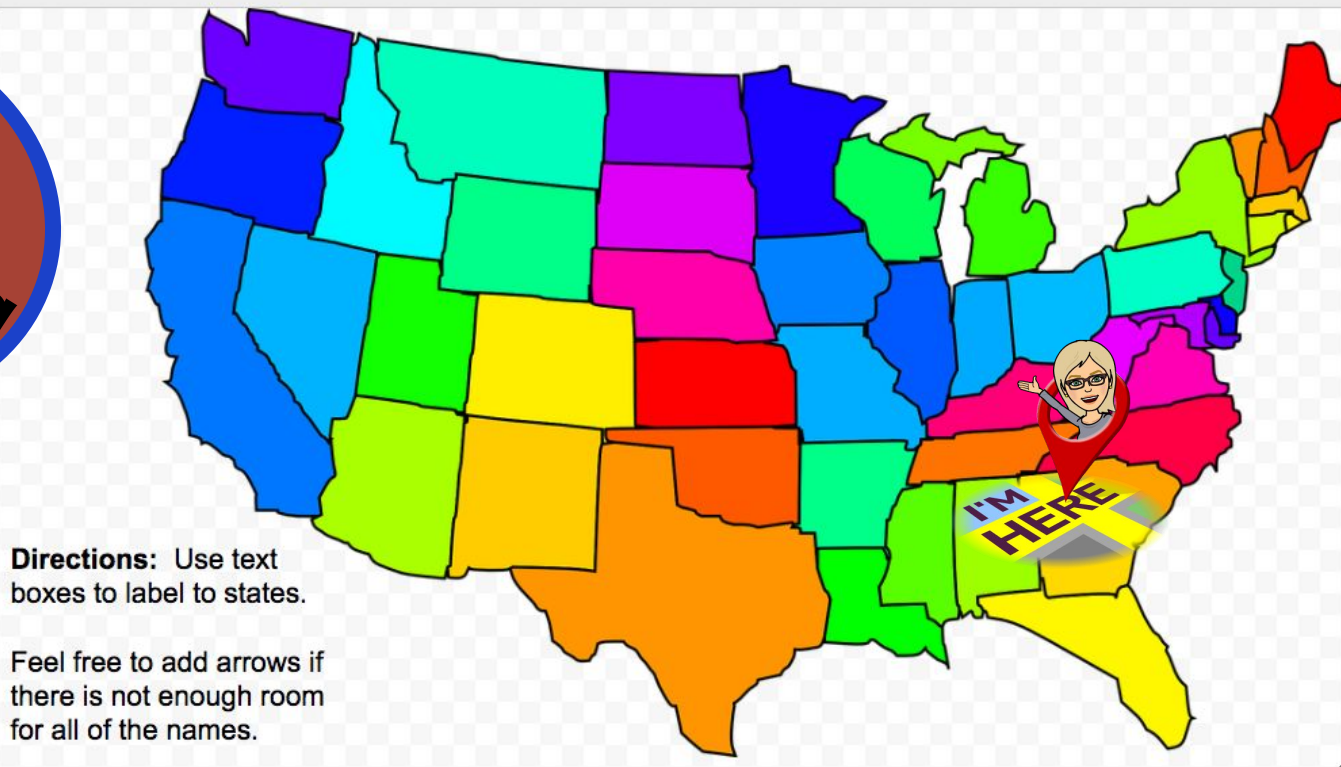 I'M
HERE
Directions: Use text
boxes to label to states.
Feel free to add arrows if
there is not enough room
for all of the names.